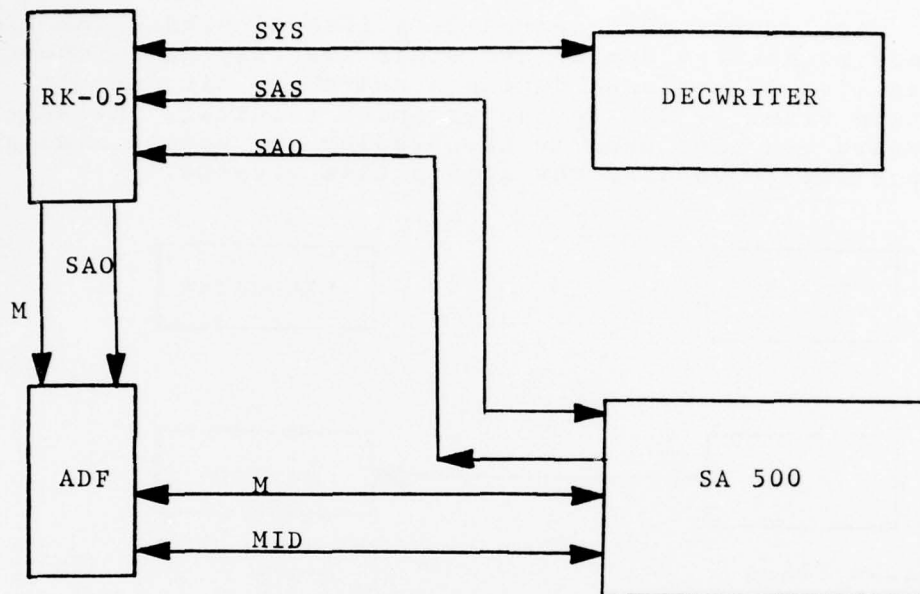 SYS
RK-05
SAS
DECWRITER
SAO
SAO
M
ADF
M
SA 500
MID